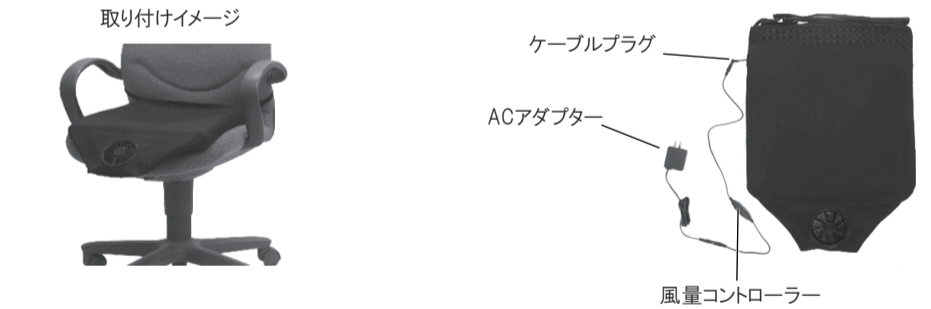 取り付けイメージ
ケーブルプラグ
ACアダプター
風量コントローラー